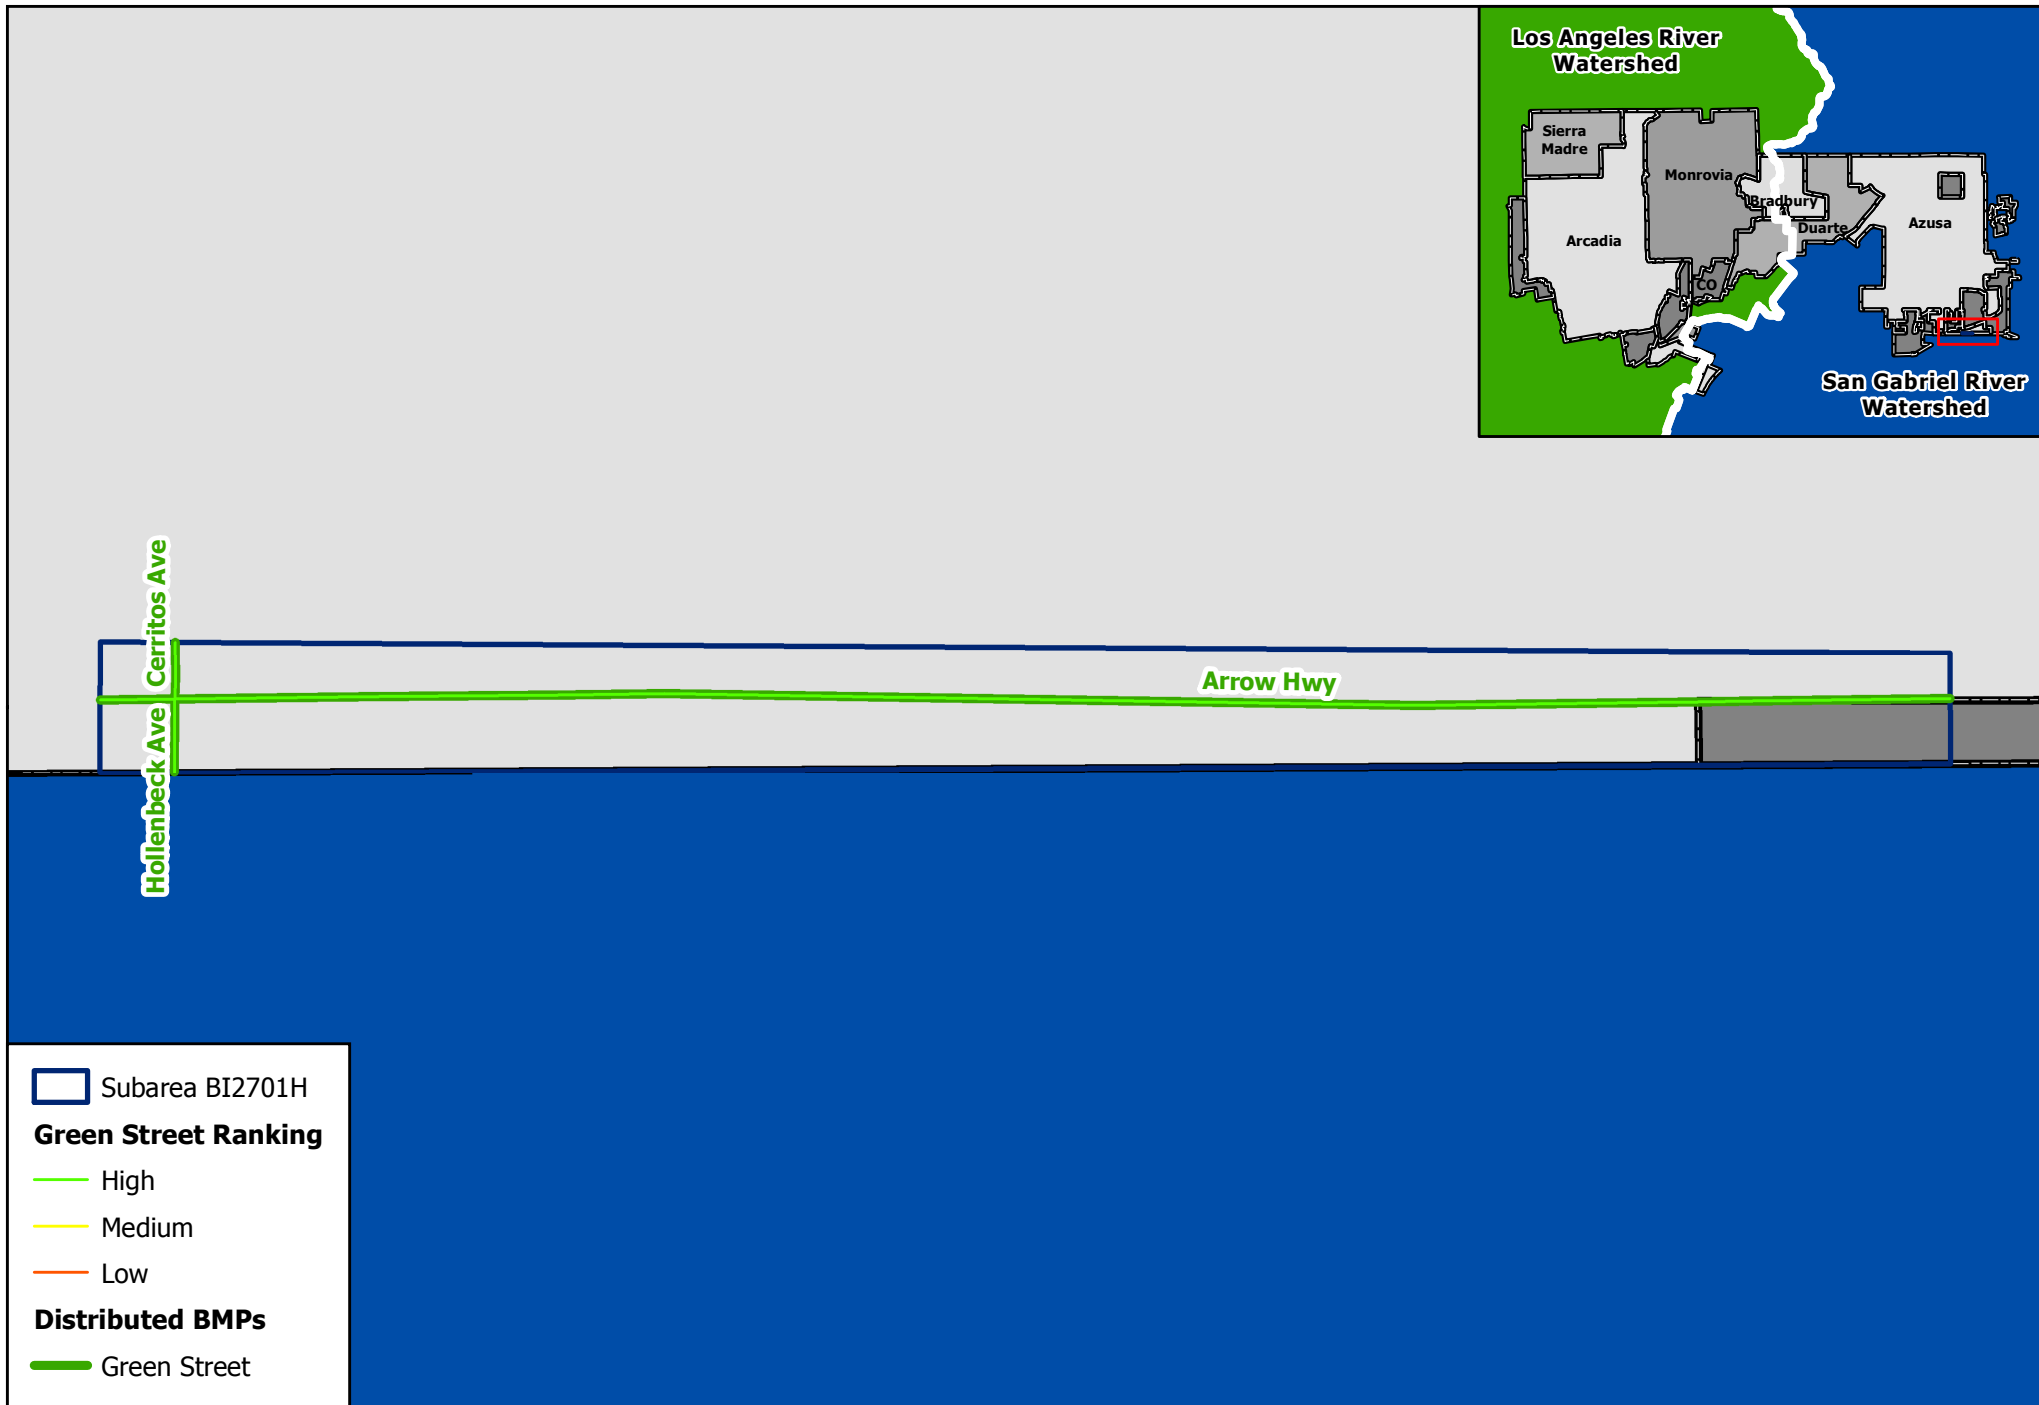 Los Angeles River
Watershed
Sierra
Madre
Monrovia
Bradbury
Duarte
Azusa
Arcadia
CO
San Gabriel River
Watershed
Cerritos Ave
Hollenbeck Ave
Arrow Hwy
Subarea BI2701H
Green Street Ranking
High
Medium
Low
Distributed BMPs
Green Street